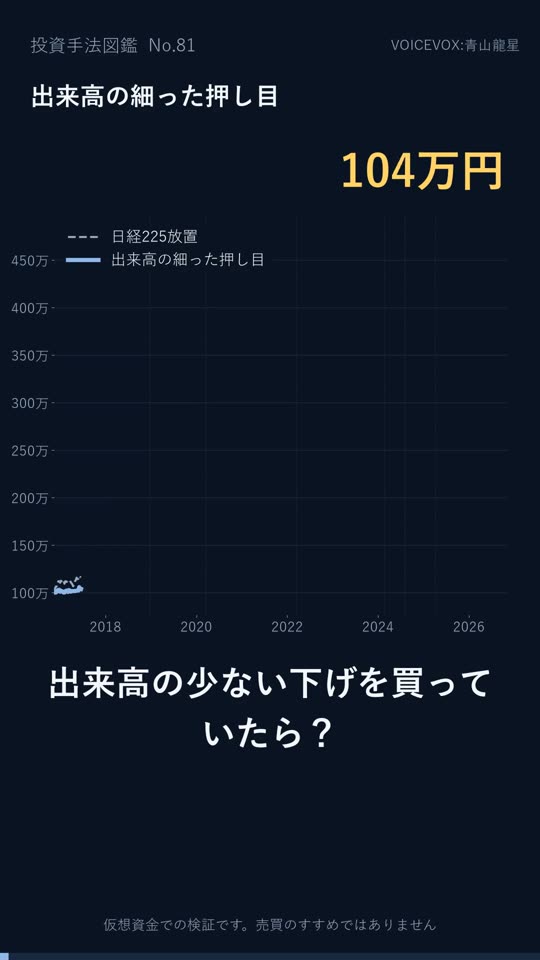 投資手法図鑑 No.81
VOICEVOX:青山龍星
出来高の細った押し目
104万円
日経225放置
出来高の細った押し目
450万
400万
350万
300万
250万
200万
150万
100万
2018 2020 2022 2024 2026
出来高の少ない下げを買って
いたら？
仮想資金での検証です。売買のすすめではありません